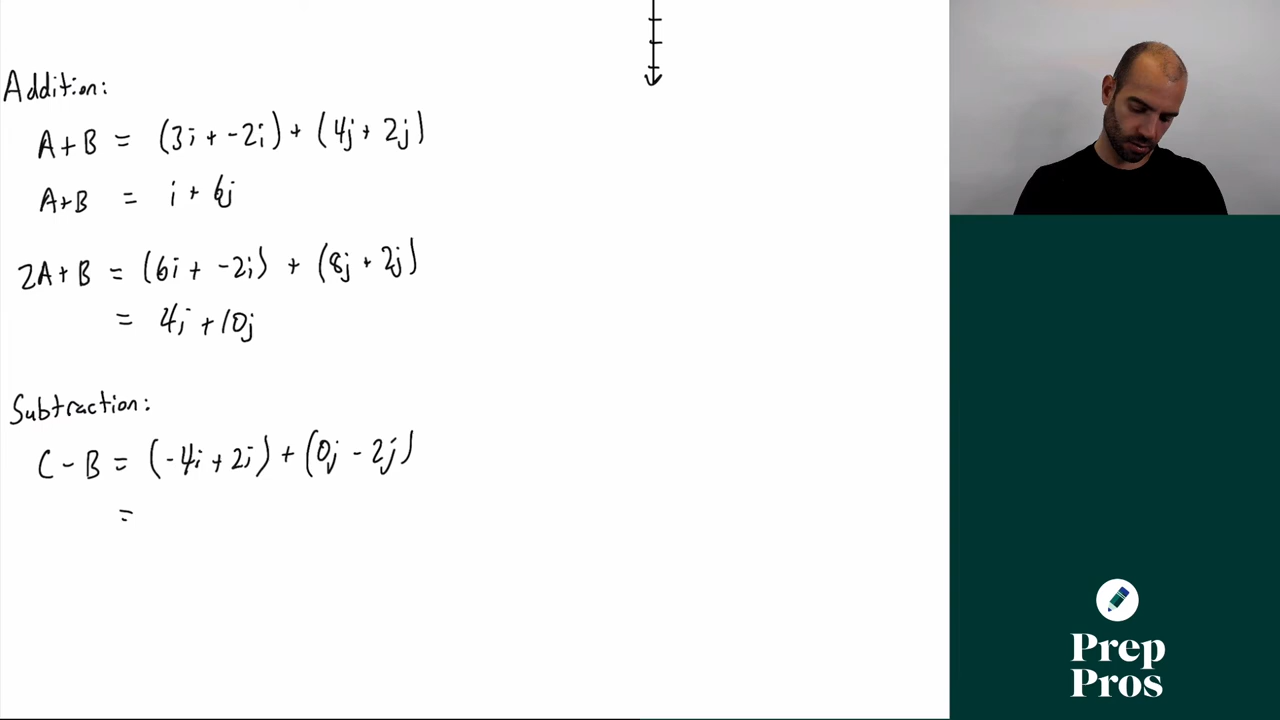 Addition:
A+B = (3i + -2i) + (4j + 2j)
A+B = i + 6j
2A+B = (6i + -2i) + (8j + 2j)
= 4i + 10j
Subtraction:
C - B = (-4i + 2i) + (0j - 2j)
=
Prep
Pros